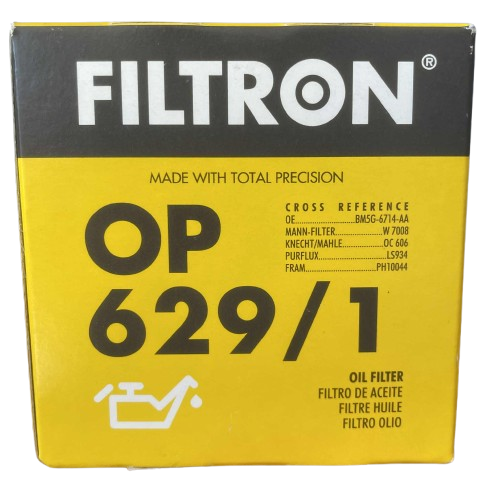 FILTRON®
MADE WITH TOTAL PRECISION
OP
629/1
CROSS REFERENCE
OE..................BM5G-6714-AA
MANN-FILTER............W 7008
KNECHT/MAHLE..........OC 606
PURFLUX..................LS934
FRAM..................PH10044
OIL FILTER
FILTRO DE ACEITE
FILTRE HUILE
FILTRO OLIO